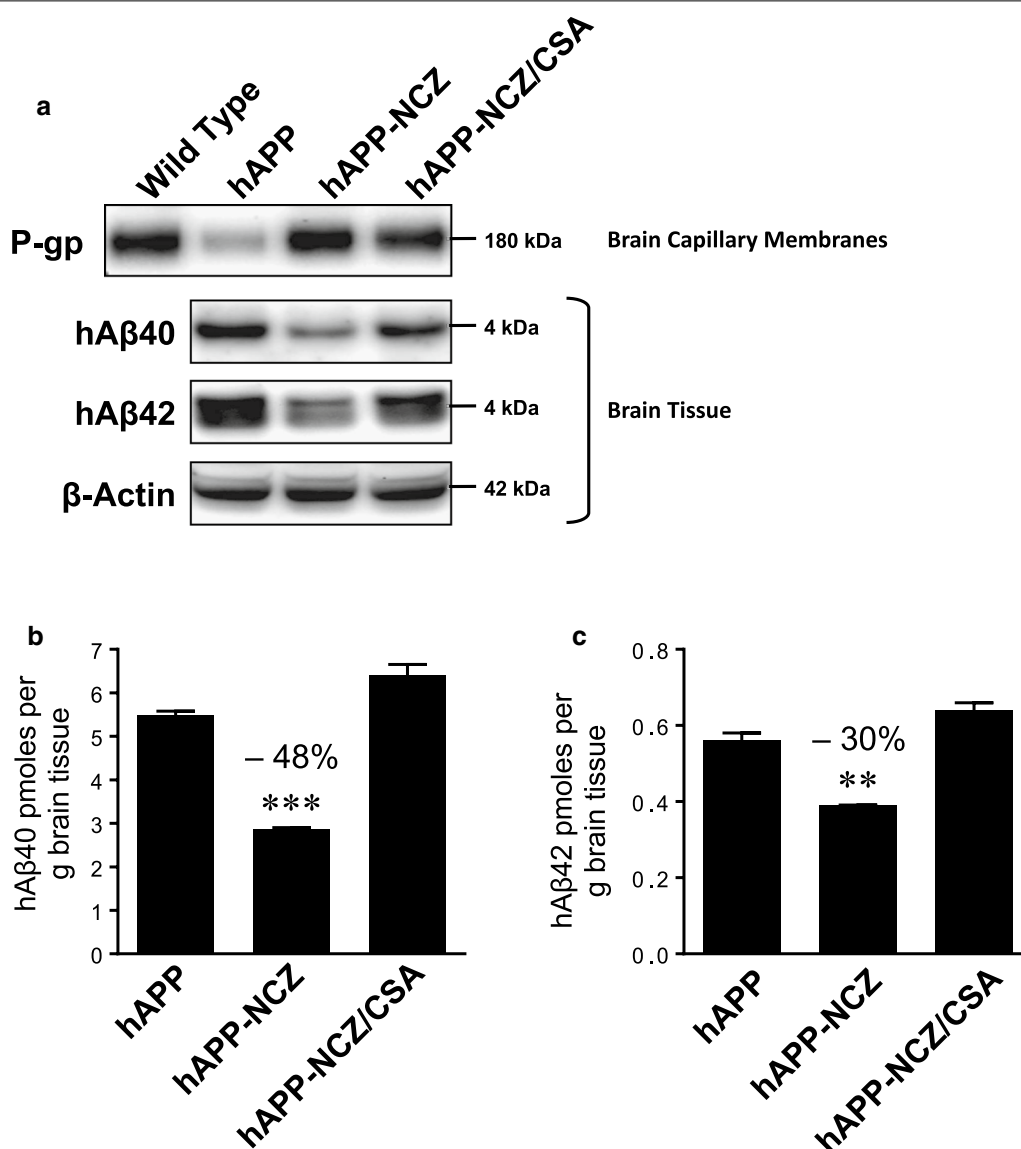 a
Wild Type
hAPP
hAPP-NCZ
hAPP-NCZ/CSA
P-gp
180 kDa
Brain Capillary Membranes
hAβ40
4 kDa
hAβ42
4 kDa
Brain Tissue
β-Actin
42 kDa
b
hAβ40 pmoles per
g brain tissue
7
6
5
4
3
2
1
0
– 48%
***
hAPP
hAPP-NCZ
hAPP-NCZ/CSA
c
hAβ42 pmoles per
g brain tissue
0.8
0.6
0.4
0.2
0.0
– 30%
**
hAPP
hAPP-NCZ
hAPP-NCZ/CSA